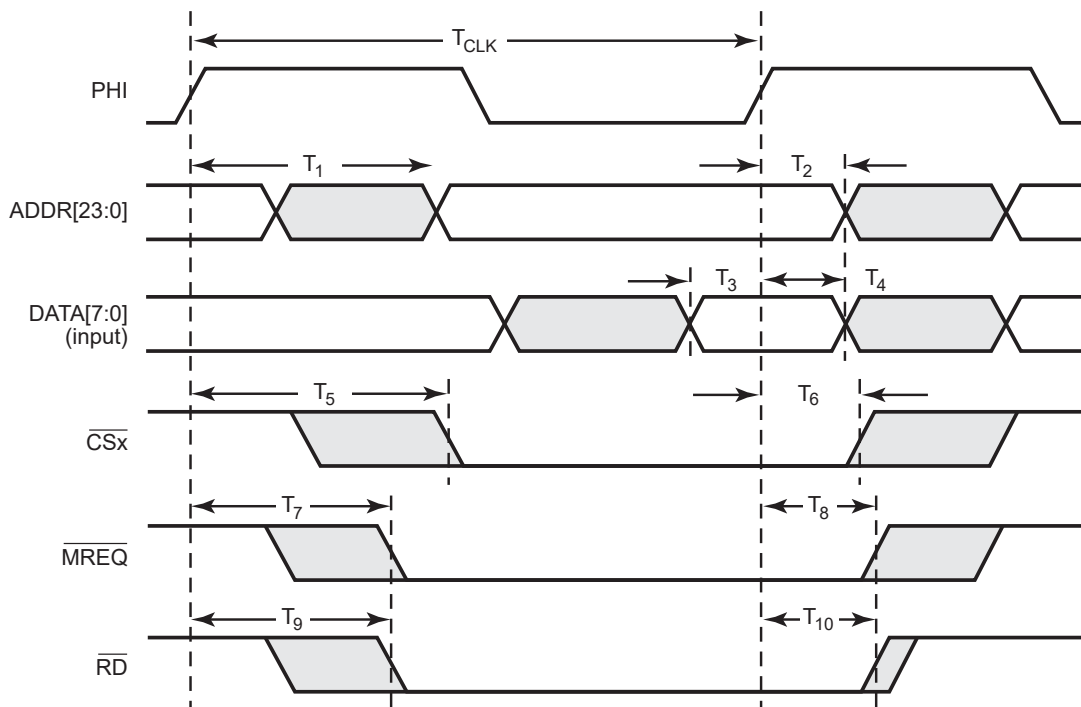 T_CLK
PHI
T_1
T_2
ADDR[23:0]
T_3
T_4
DATA[7:0]
(input)
T_5
T_6
CSx
T_7
T_8
MREQ
T_9
T_10
RD